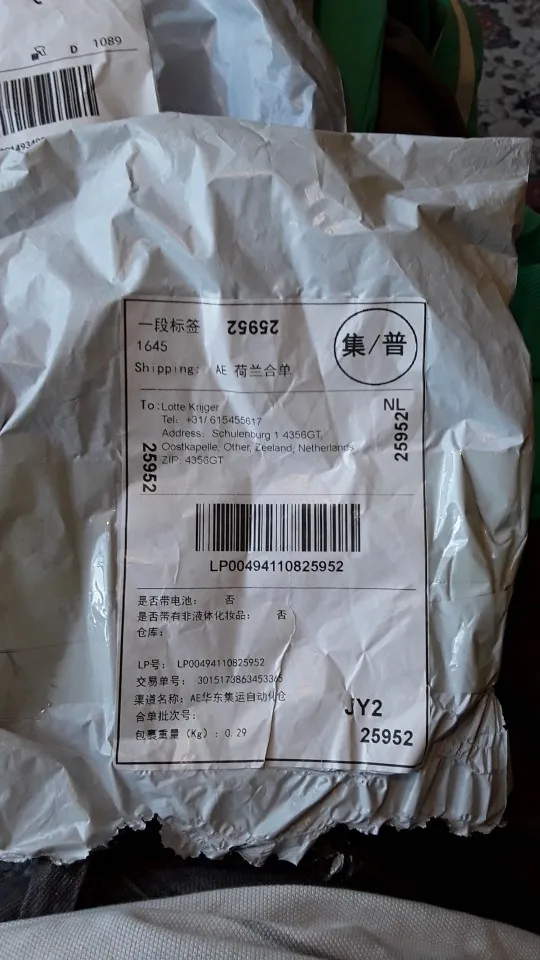 D 1089
一段标签
25952
集/普
1645
Shipping: AE 荷兰合单
To: Lotte Krijger
NL
Tel: +31/ 615455617
Address: Schulenburg 1 4356GT,
Oostkapelle, Other, Zeeland, Netherlands
ZIP: 4356GT
25952
25952
LP00494110825952
是否带电池： 否
是否带有非液体化妆品： 否
仓库：
LP号： LP00494110825952
交易单号： 3015173863453365
渠道名称： AE华东集运自动化仓
合单批次号：
JY2
包裹重量（Kg）: 0.29
25952